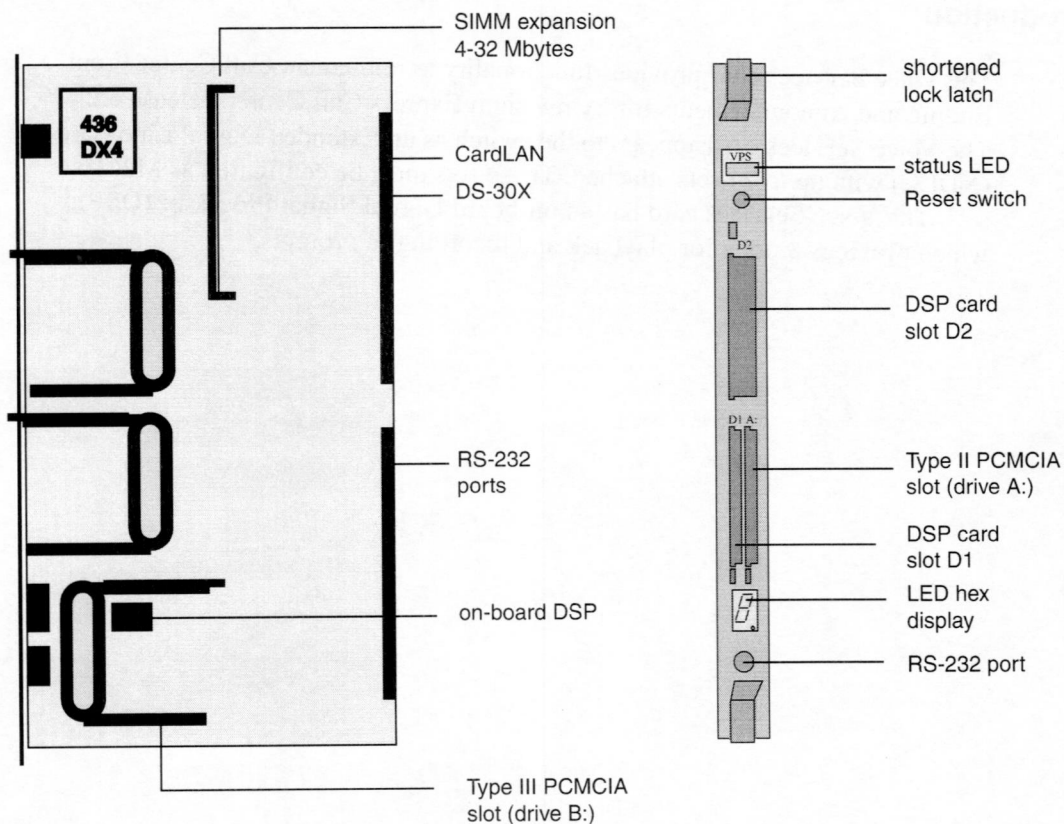 SIMM expansion
4-32 Mbytes
436
DX4
CardLAN
DS-30X
RS-232
ports
on-board DSP
Type III PCMCIA
slot (drive B:)
shortened
lock latch
VPS
status LED
Reset switch
D2
DSP card
slot D2
D1 A:
Type II PCMCIA
slot (drive A:)
DSP card
slot D1
LED hex
display
RS-232 port